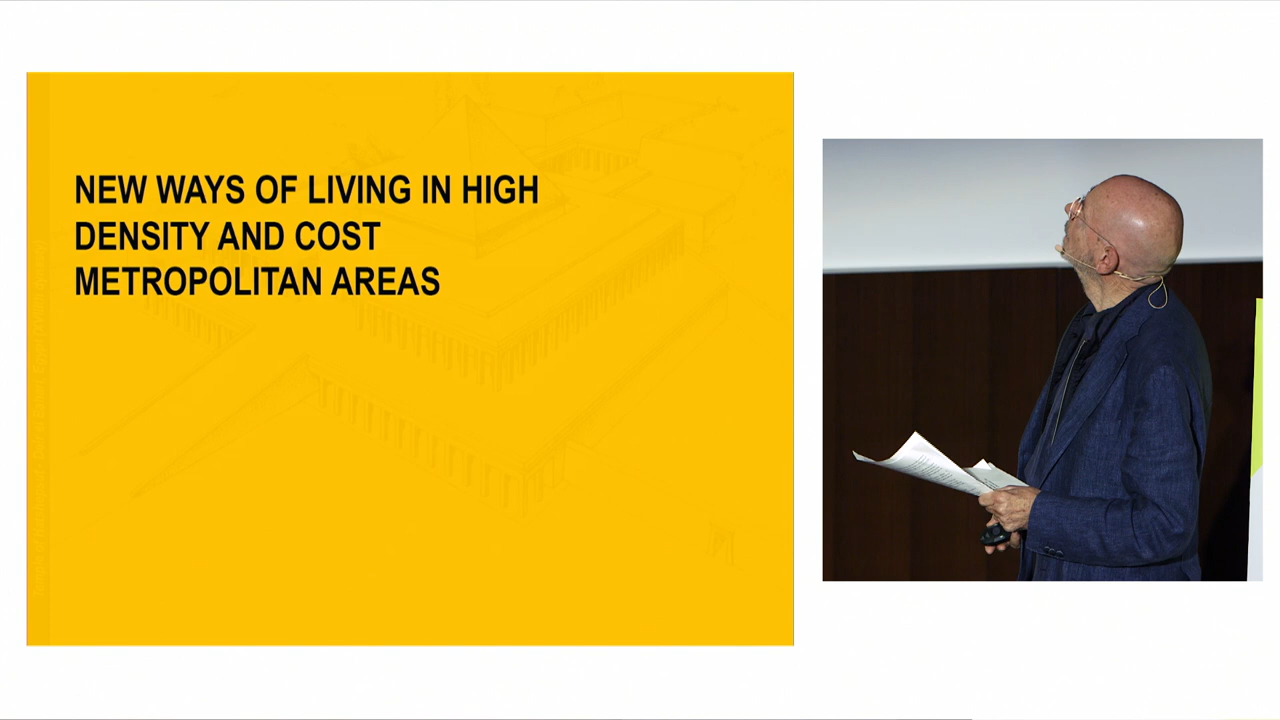 NEW WAYS OF LIVING IN HIGH
DENSITY AND COST
METROPOLITAN AREAS